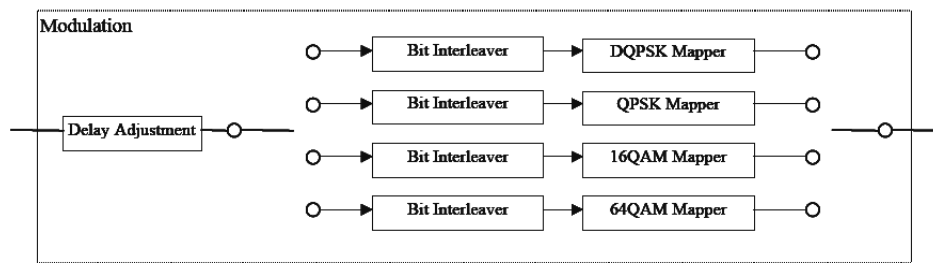 Modulation
Bit Interleaver DQPSK Mapper
Bit Interleaver QPSK Mapper
Delay Adjustment
Bit Interleaver 16QAM Mapper
Bit Interleaver 64QAM Mapper